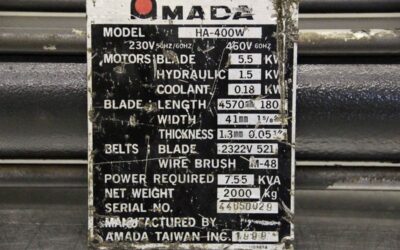 AMADA
MODEL HA-400W
230V 50HZ/60HZ 460V 60HZ
MOTORS BLADE 5.5 KW
HYDRAULIC 1.5 KW
COOLANT 0.18 KW
BLADE LENGTH 4570 180
WIDTH 41mm
THICKNESS 1.3mm 0.05
BELTS BLADE 2322V 521
WIRE BRUSH M-48
POWER REQUIRED 7.55 KVA
NET WEIGHT 2000 kg
SERIAL NO.
MANUFACTURED BY
AMADA TAIWAN INC.